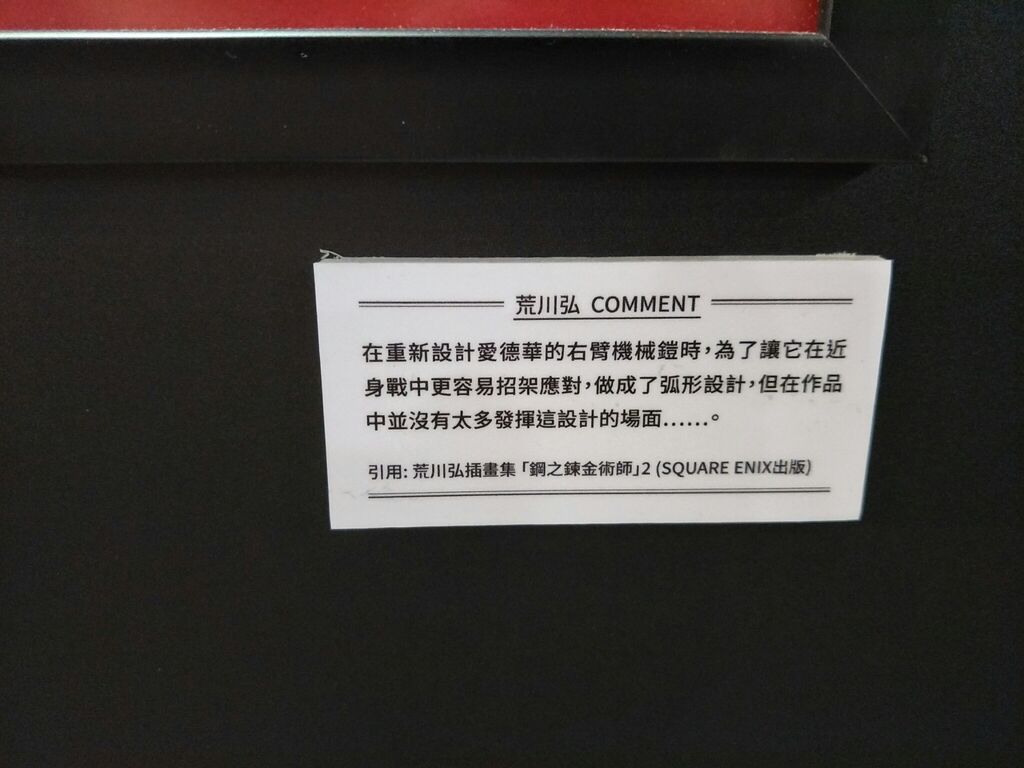 荒川弘 COMMENT
在重新設計愛德華的右臂機械鎧時，為了讓它在近
身戰中更容易招架應對，做成了弧形設計，但在作品
中並沒有太多發揮這設計的場面……。
引用: 荒川弘插畫集「鋼之鍊金術師」2 (SQUARE ENIX出版)